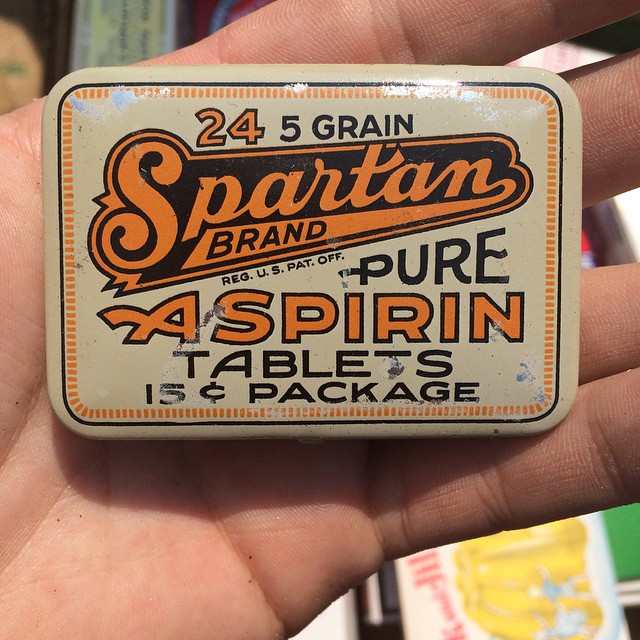 24 5 GRAIN
Spartan
BRAND
REG. U.S. PAT. OFF.
PURE
ASPIRIN
TABLETS
15¢ PACKAGE